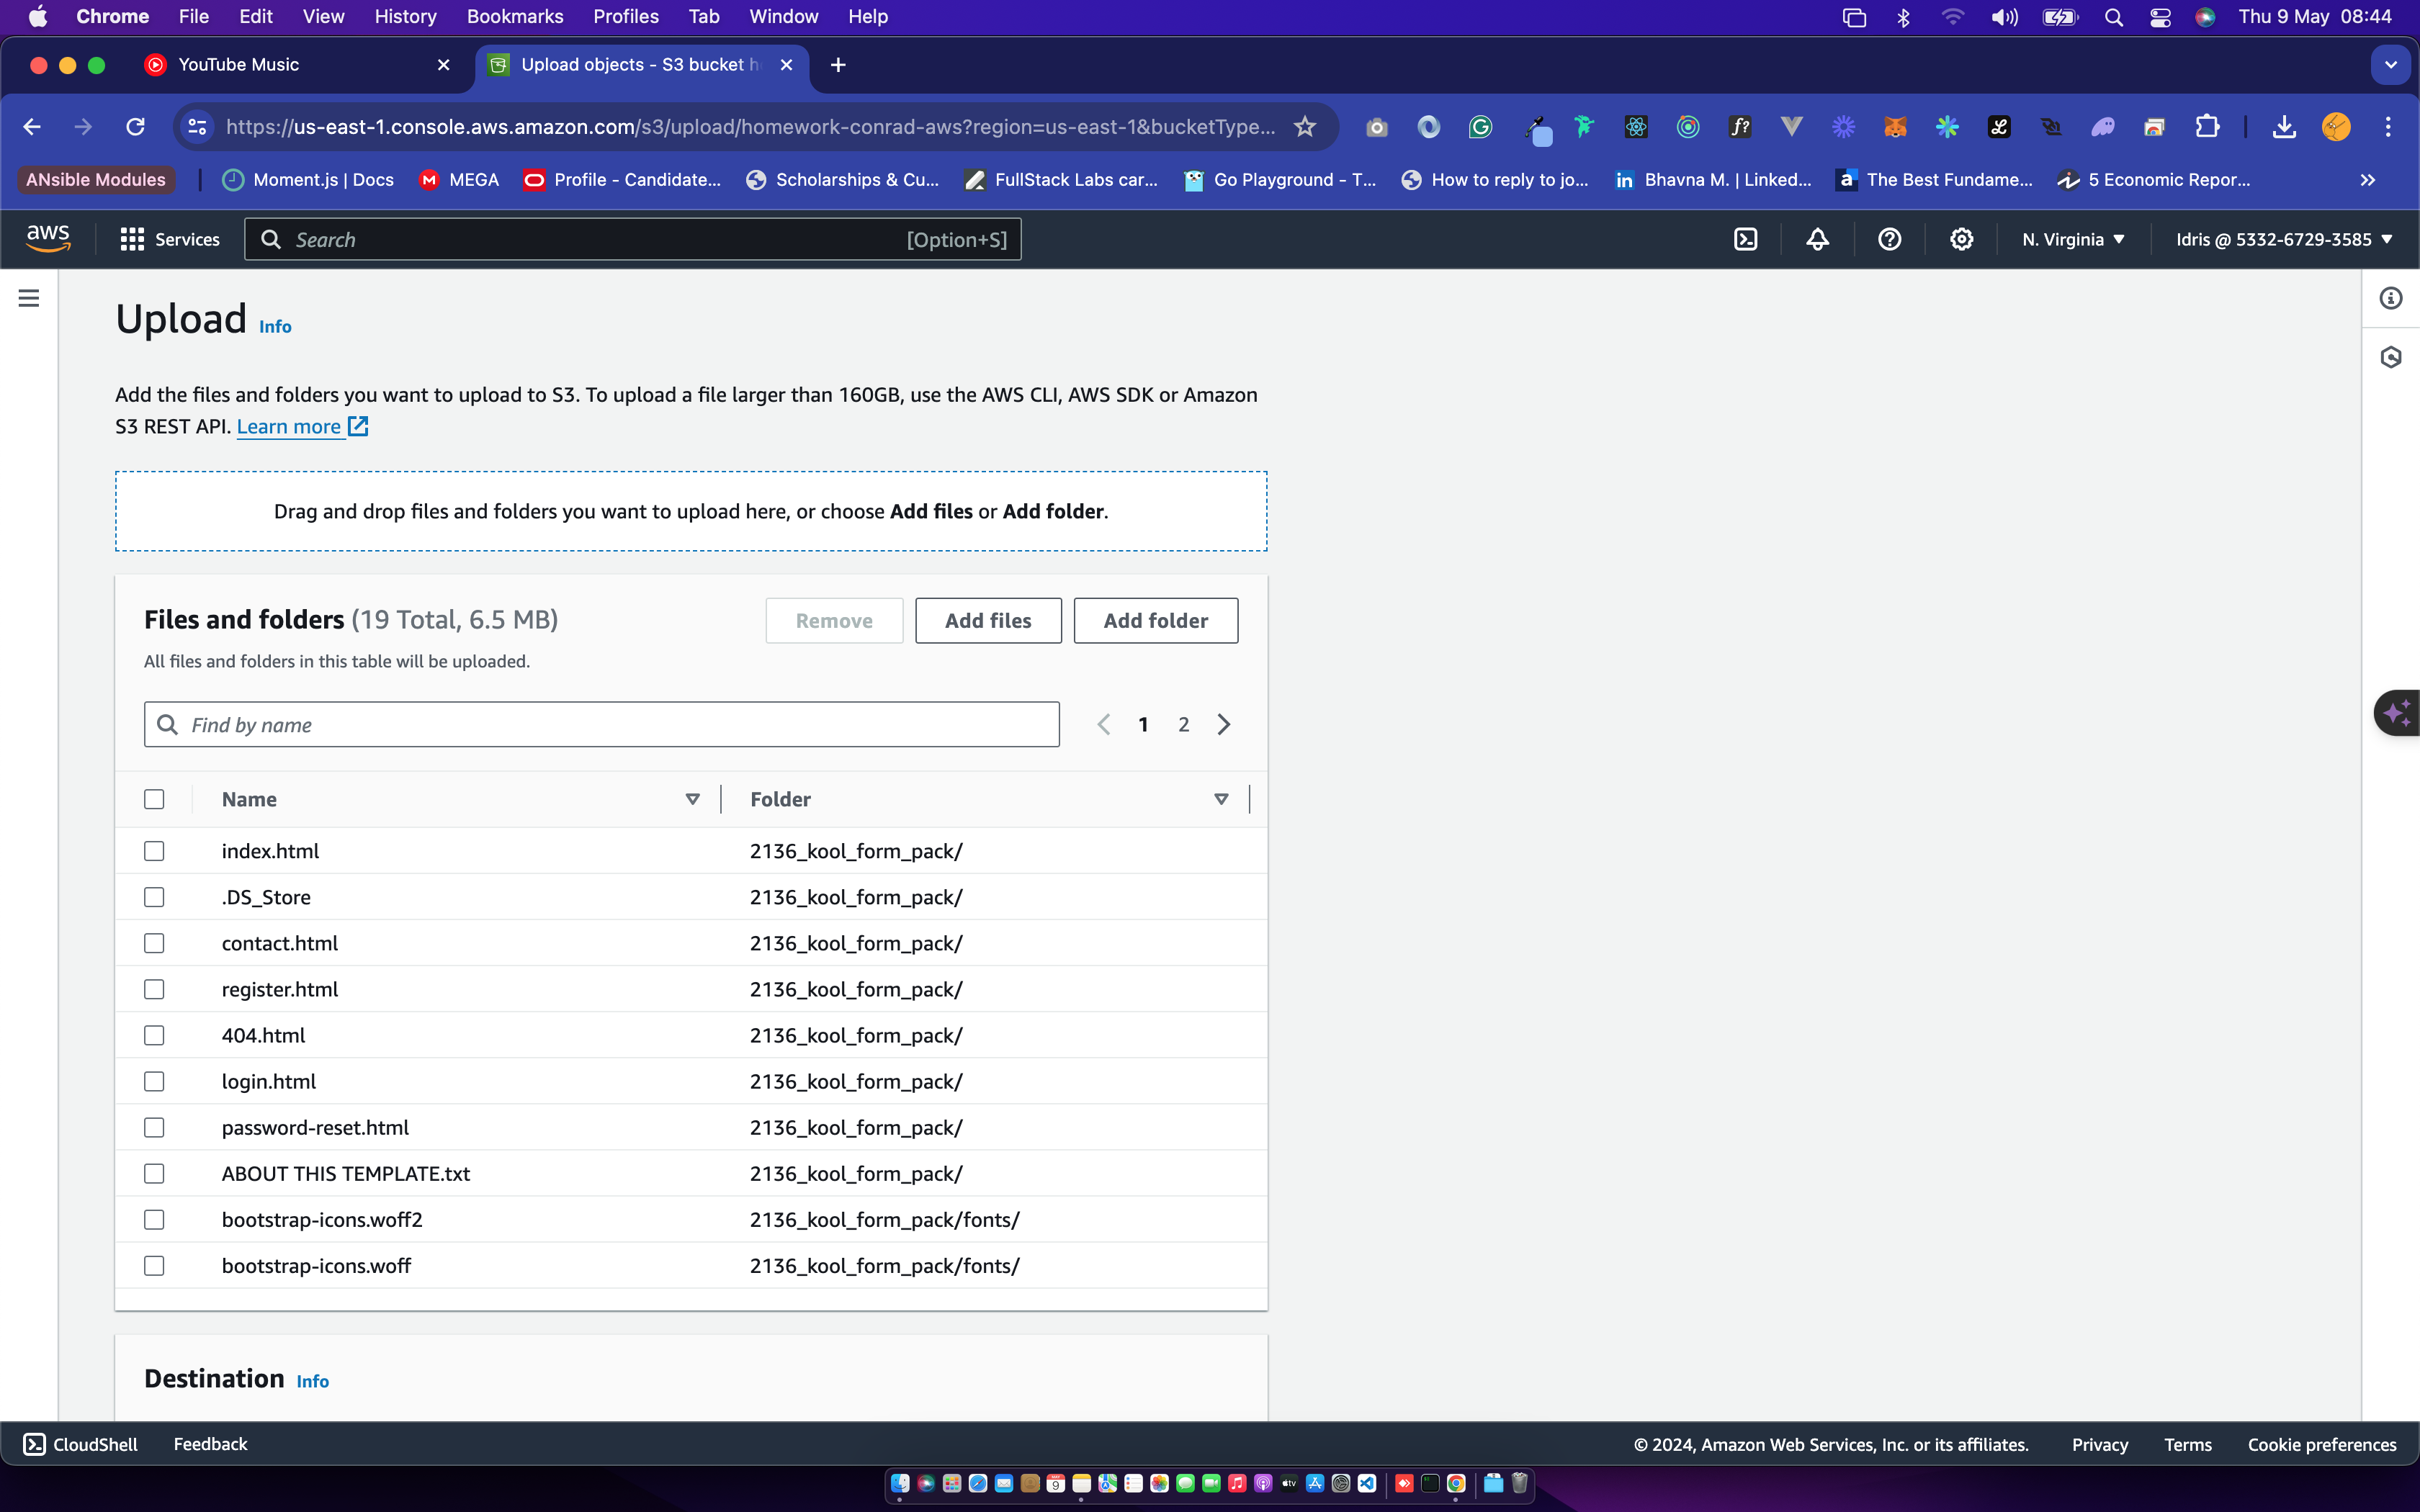 Chrome File Edit View History Bookmarks Profiles Tab Window Help Thu 9 May 08:44
YouTube Music Upload objects - S3 bucket h
https://us-east-1.console.aws.amazon.com/s3/upload/homework-conrad-aws?region=us-east-1&bucketType...
ANsible Modules Moment.js | Docs MEGA Profile - Candidate... Scholarships & Cu... FullStack Labs car... Go Playground - T... How to reply to jo... Bhavna M. | Linked... The Best Fundame... 5 Economic Repor... »
aws Services Search [Option+S] N. Virginia Idris @ 5332-6729-3585
Upload Info
Add the files and folders you want to upload to S3. To upload a file larger than 160GB, use the AWS CLI, AWS SDK or Amazon
S3 REST API. Learn more
Drag and drop files and folders you want to upload here, or choose Add files or Add folder.
Files and folders (19 Total, 6.5 MB) Remove Add files Add folder
All files and folders in this table will be uploaded.
Find by name 1 2
Name Folder
index.html 2136_kool_form_pack/
.DS_Store 2136_kool_form_pack/
contact.html 2136_kool_form_pack/
register.html 2136_kool_form_pack/
404.html 2136_kool_form_pack/
login.html 2136_kool_form_pack/
password-reset.html 2136_kool_form_pack/
ABOUT THIS TEMPLATE.txt 2136_kool_form_pack/
bootstrap-icons.woff2 2136_kool_form_pack/fonts/
bootstrap-icons.woff 2136_kool_form_pack/fonts/
Destination Info
CloudShell Feedback © 2024, Amazon Web Services, Inc. or its affiliates. Privacy Terms Cookie preferences